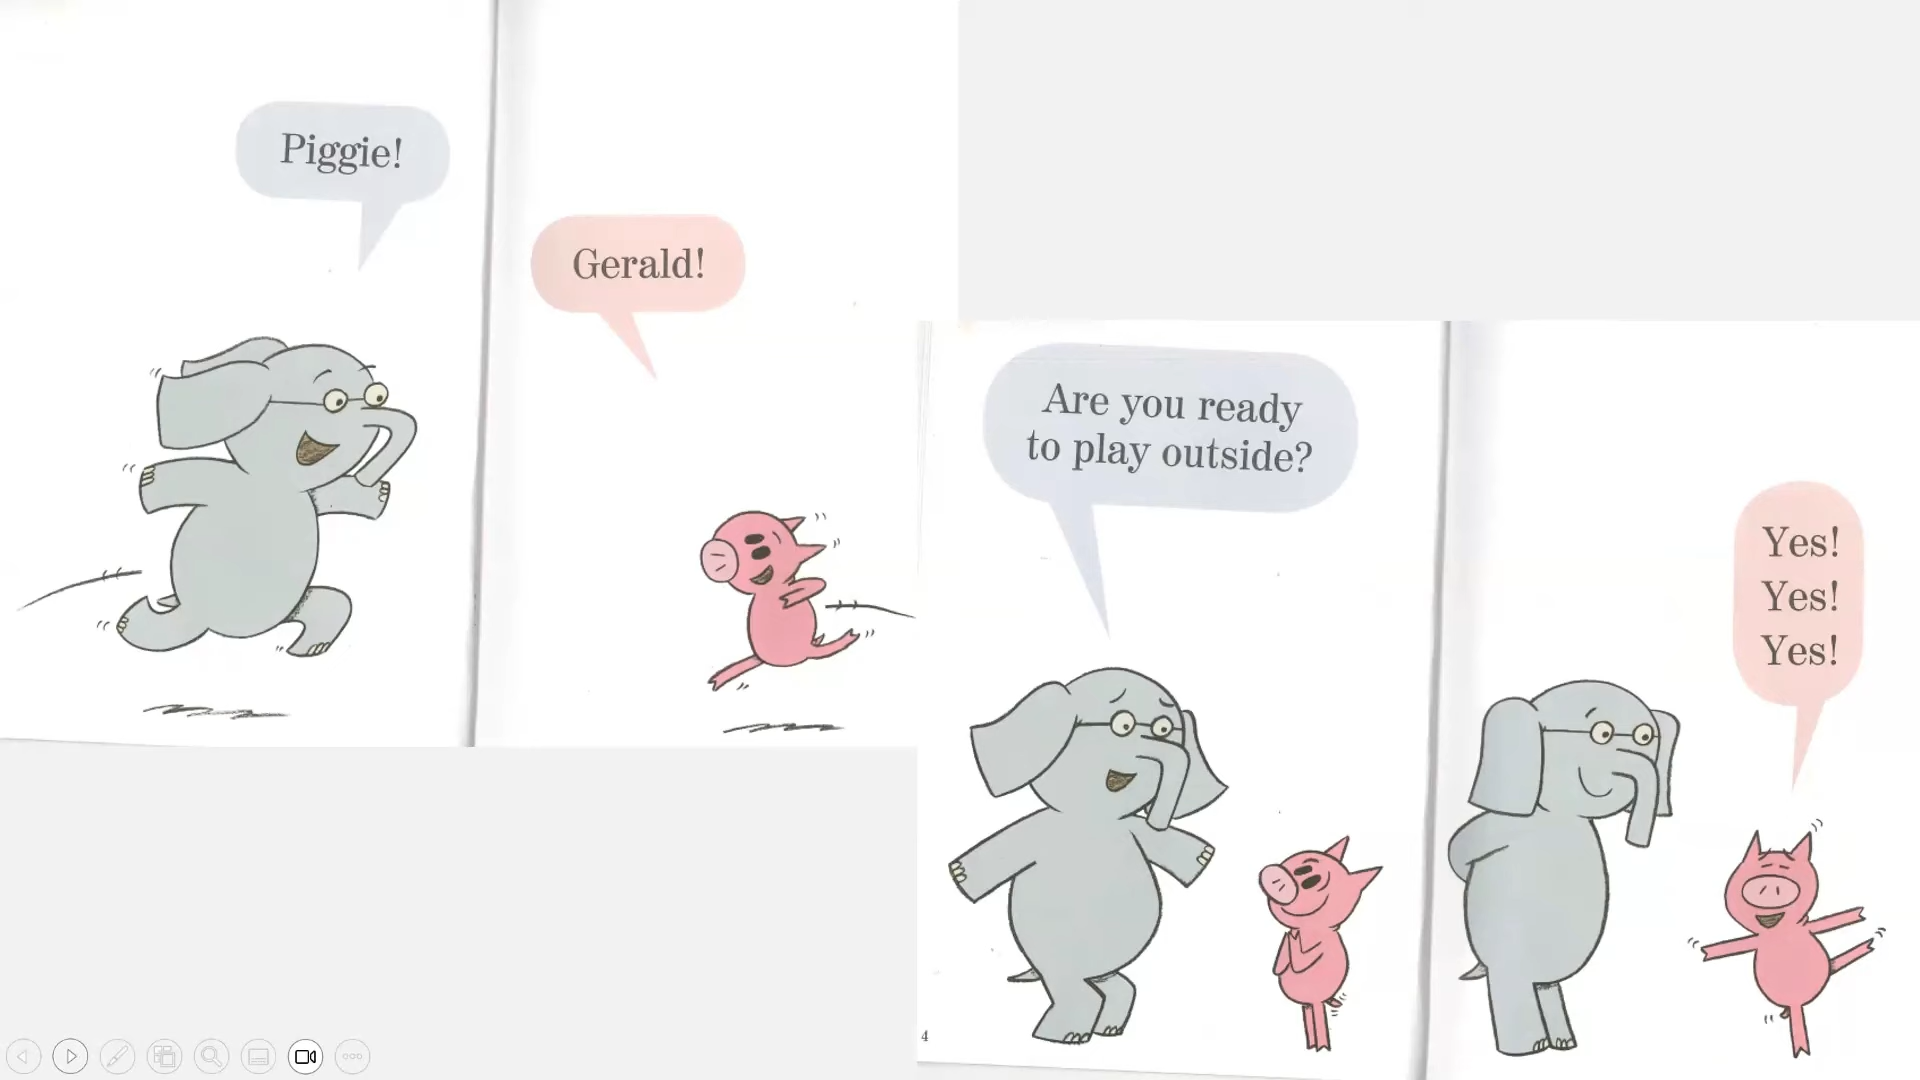 Piggie!
Gerald!
Are you ready
to play outside?
Yes!
Yes!
Yes!
4